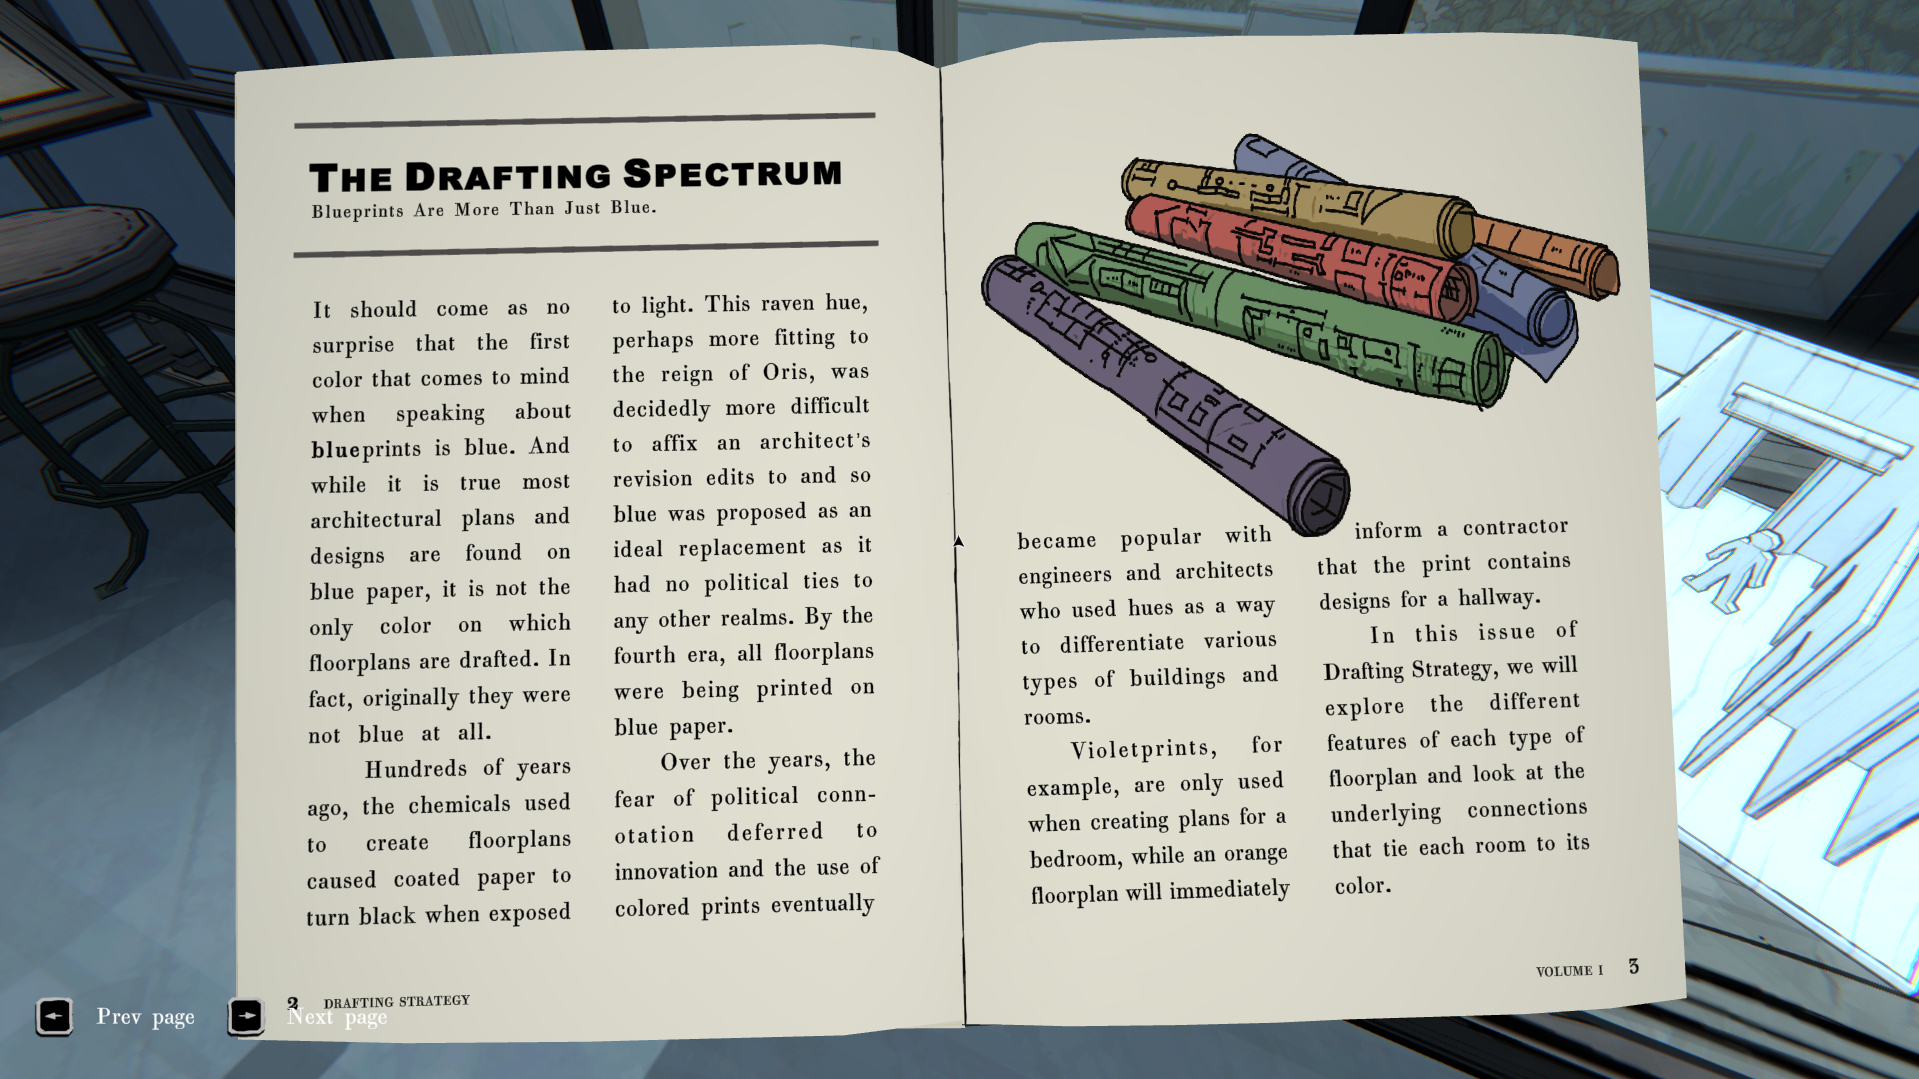 THE DRAFTING SPECTRUM
Blueprints Are More Than Just Blue.
It should come as no
surprise that the first
color that comes to mind
when speaking about
blueprints is blue. And
while it is true most
architectural plans and
designs are found on
blue paper, it is not the
only color on which
floorplans are drafted. In
fact, originally they were
not blue at all.
Hundreds of years
ago, the chemicals used
to create floorplans
caused coated paper to
turn black when exposed
to light. This raven hue,
perhaps more fitting to
the reign of Oris, was
decidedly more difficult
to affix an architect's
revision edits to and so
blue was proposed as an
ideal replacement as it
had no political ties to
any other realms. By the
fourth era, all floorplans
were being printed on
blue paper.
Over the years, the
fear of political conn-
otation deferred to
innovation and the use of
colored prints eventually
2 DRAFTING STRATEGY
became popular with
engineers and architects
who used hues as a way
to differentiate various
types of buildings and
rooms.
Violetprints, for
example, are only used
when creating plans for a
bedroom, while an orange
floorplan will immediately
inform a contractor
that the print contains
designs for a hallway.
In this issue of
Drafting Strategy, we will
explore the different
features of each type of
floorplan and look at the
underlying connections
that tie each room to its
color.
VOLUME I 3
Prev page
Next page